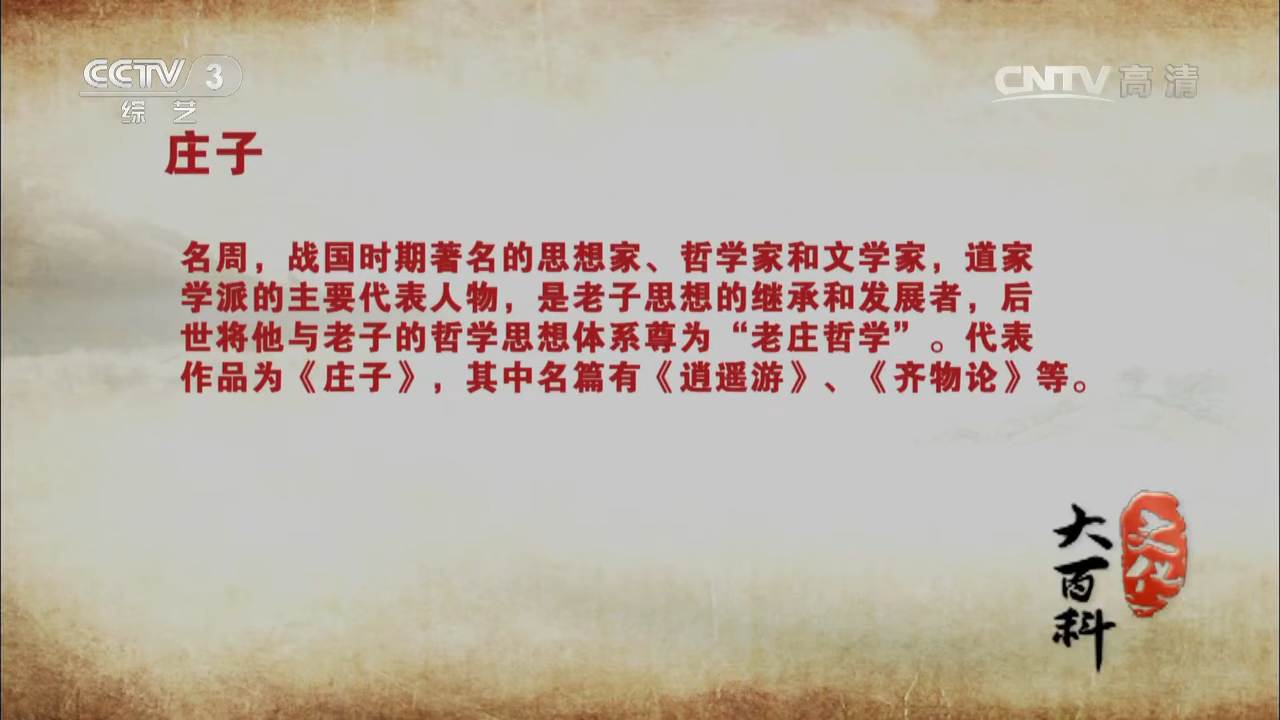 CCTV 3
综艺
CNTV 高清
庄子
名周，战国时期著名的思想家、哲学家和文学家，道家
学派的主要代表人物，是老子思想的继承和发展者，后
世将他与老子的哲学思想体系尊为“老庄哲学”。代表
作品为《庄子》，其中名篇有《逍遥游》、《齐物论》等。
文化
大百科